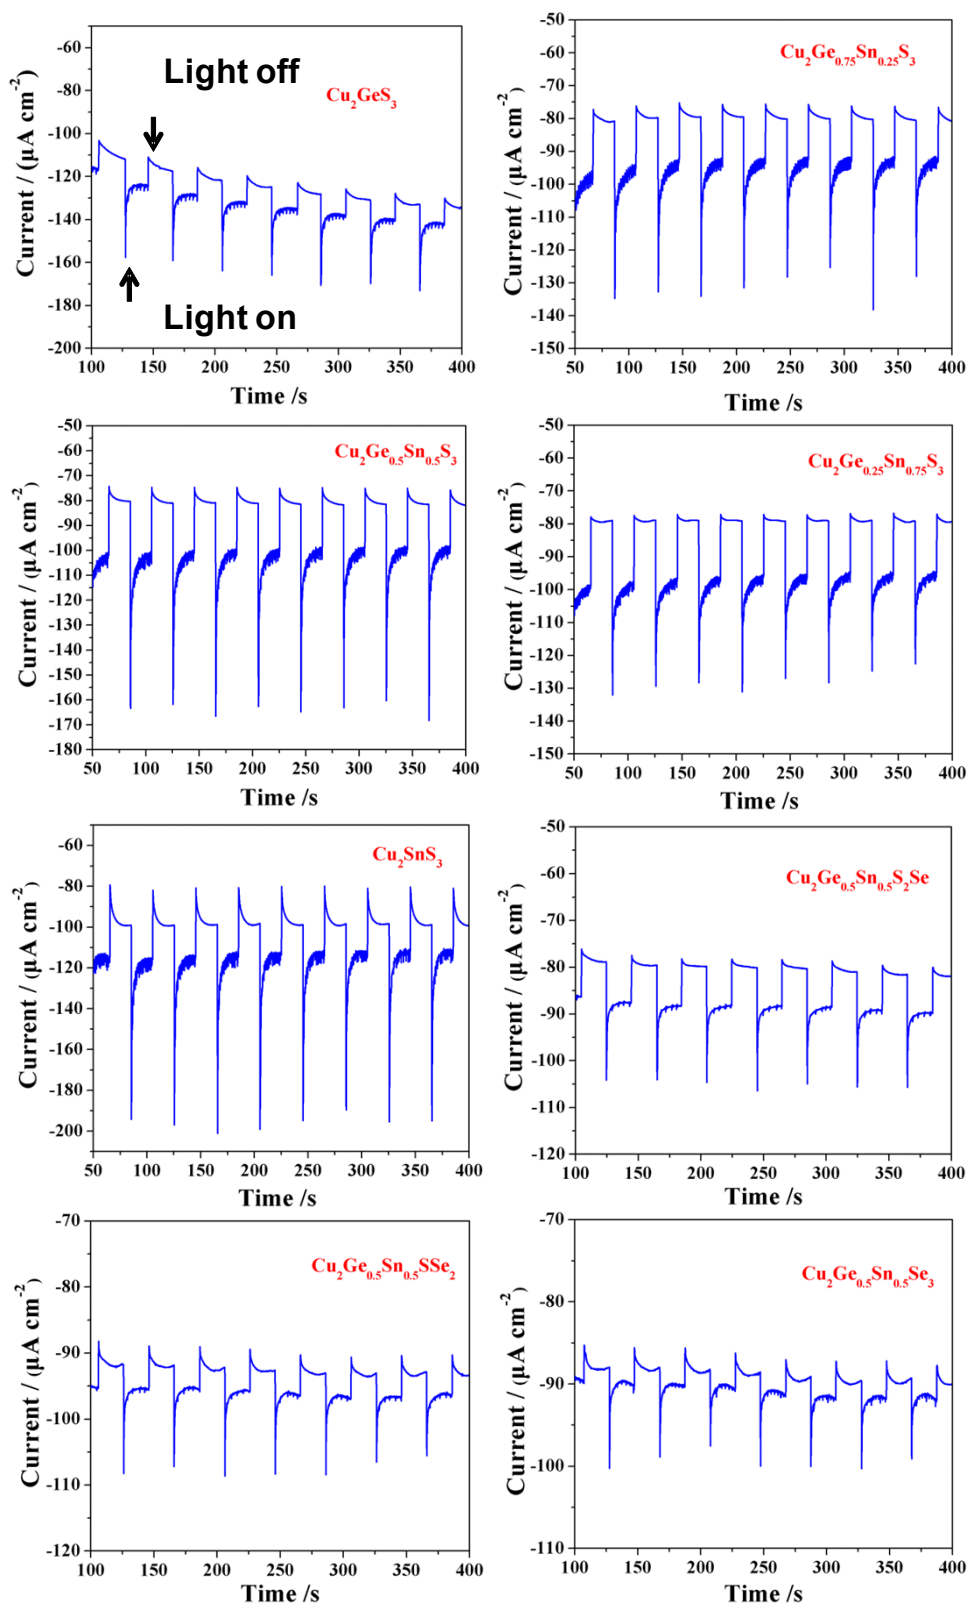 Light off
Cu₂GeS₃
Light on
Current / (μA cm⁻²)
-60
-80
-100
-120
-140
-160
-180
-200
100 150 200 250 300 350 400
Time /s
Cu₂Ge₀.₇₅Sn₀.₂₅S₃
Current / (μA cm⁻²)
-50
-60
-70
-80
-90
-100
-110
-120
-130
-140
-150
50 100 150 200 250 300 350 400
Time /s
Cu₂Ge₀.₅Sn₀.₅S₃
Current / (μA cm⁻²)
-50
-60
-70
-80
-90
-100
-110
-120
-130
-140
-150
-160
-170
-180
50 100 150 200 250 300 350 400
Time /s
Cu₂Ge₀.₂₅Sn₀.₇₅S₃
Current / (μA cm⁻²)
-50
-60
-70
-80
-90
-100
-110
-120
-130
-140
-150
50 100 150 200 250 300 350 400
Time /s
Cu₂SnS₃
Current / (μA cm⁻²)
-60
-80
-100
-120
-140
-160
-180
-200
50 100 150 200 250 300 350 400
Time /s
Cu₂Ge₀.₅Sn₀.₅S₂Se
Current / (μA cm⁻²)
-50
-60
-70
-80
-90
-100
-110
-120
100 150 200 250 300 350 400
Time /s
Cu₂Ge₀.₅Sn₀.₅SSe₂
Current / (μA cm⁻²)
-70
-80
-90
-100
-110
-120
100 150 200 250 300 350 400
Time /s
Cu₂Ge₀.₅Sn₀.₅Se₃
Current / (μA cm⁻²)
-70
-80
-90
-100
-110
100 150 200 250 300 350 400
Time /s